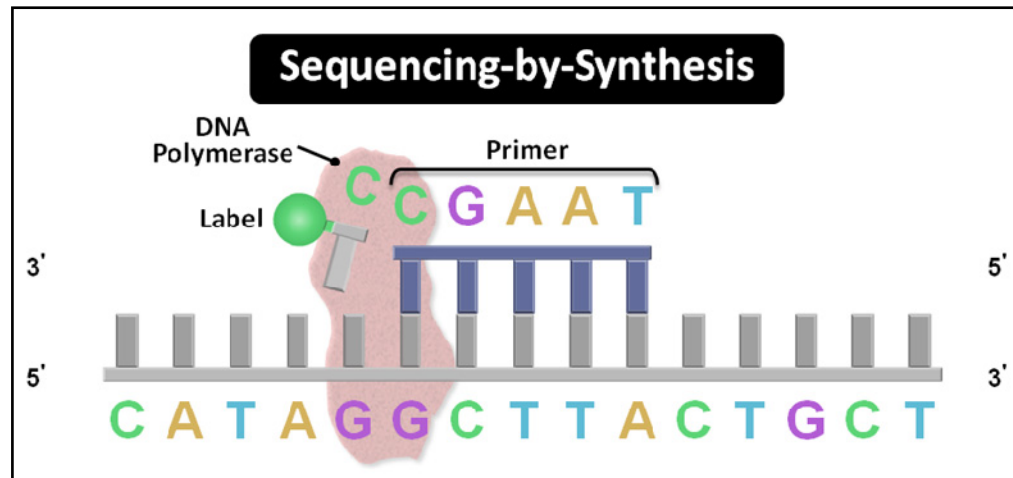 Sequencing-by-Synthesis
DNA
Polymerase
Primer
C C G A A T
Label
3' 5'
5' 3'
C A T A G G C T T A C T G C T